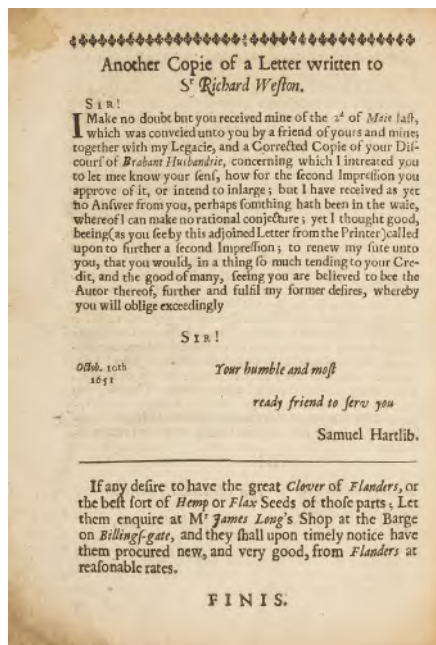 Another Copie of a Letter written to
Sʳ Richard Weſton.
SIR!
I Make no doubt but you received mine of the 2ᵈ of Maie laſt,
which was conveied unto you by a friend of yours and mine;
together with my Legacie, and a Corrected Copie of your Diſ-
courſ of Brabant Husbandrie, concerning which I intreated you
to let mee know your ſenſ, how for the ſecond Impreſſion you
approve of it, or intend to inlarge; but I have received as yet
no Anſwer from you, perhaps ſomthing hath been in the waie,
whereof I can make no rational conjecture; yet I thought good,
beeing (as you ſee by this adjoined Letter from the Printer) called
upon to further a ſecond Impreſſion; to renew my ſute unto
you, that you would, in a thing ſo much tending to your Cre-
dit, and the good of many, ſeeing you are believed to bee the
Autor thereof, further and fulfil my former deſires, whereby
you will oblige exceedingly
SIR!
Octob. 10th
1651
Your humble and moſt
ready friend to ſerv you
Samuel Hartlib.
If any deſire to have the great Clover of Flanders, or
the beſt ſort of Hemp or Flax Seeds of thoſe parts; Let
them enquire at Mʳ James Long's Shop at the Barge
on Billingſ-gate, and they ſhall upon timely notice have
them procured new, and very good, from Flanders at
reaſonable rates.
FINIS.